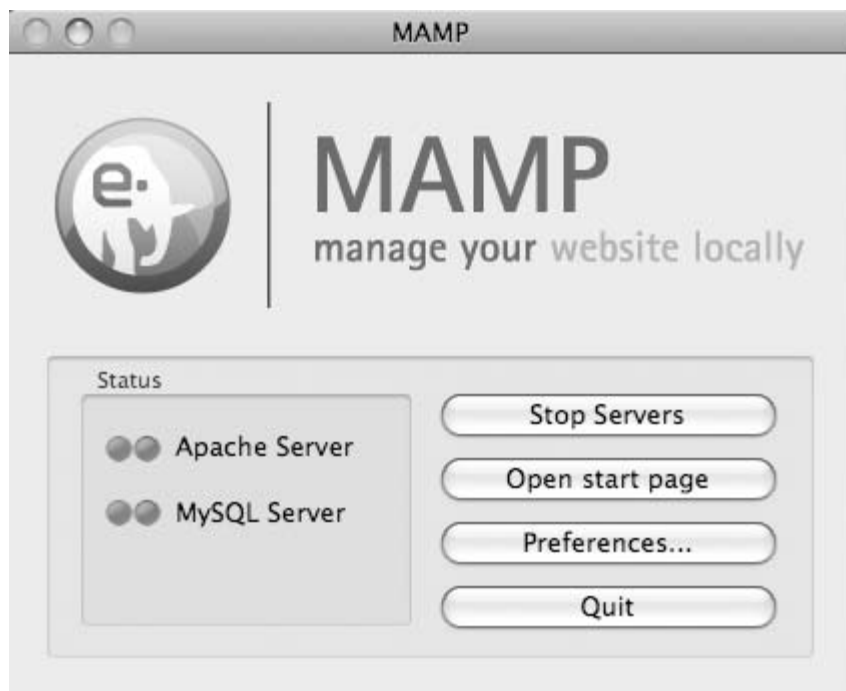 MAMP
e.
MAMP
manage your website locally
Status
Apache Server
MySQL Server
Stop Servers
Open start page
Preferences...
Quit